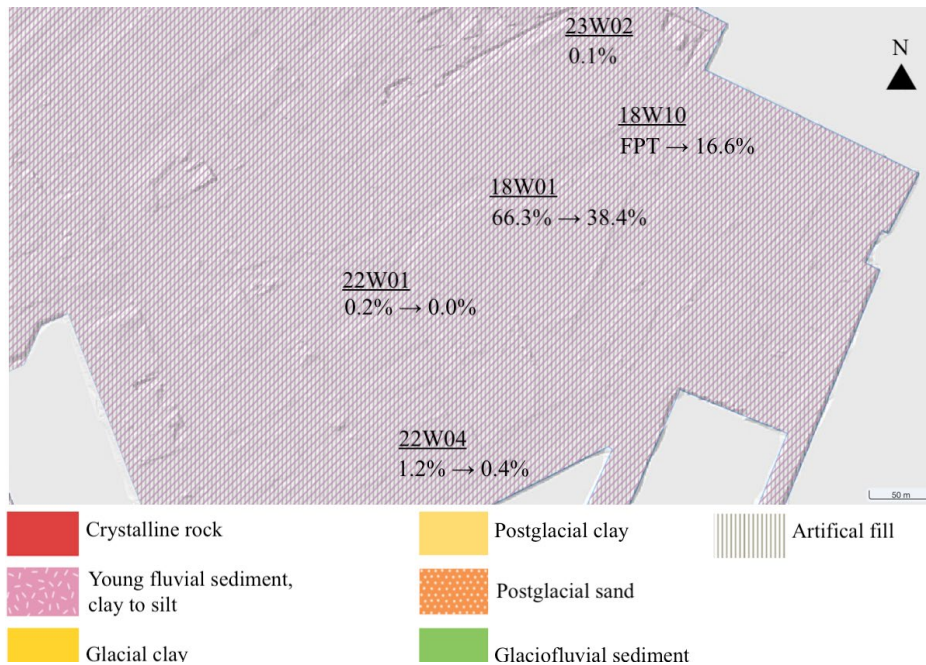 23W02
0.1%
N
18W10
FPT → 16.6%
18W01
66.3% → 38.4%
22W01
0.2% → 0.0%
22W04
1.2% → 0.4%
50 m
Crystalline rock
Postglacial clay
Artifical fill
Young fluvial sediment,
clay to silt
Postglacial sand
Glacial clay
Glaciofluvial sediment